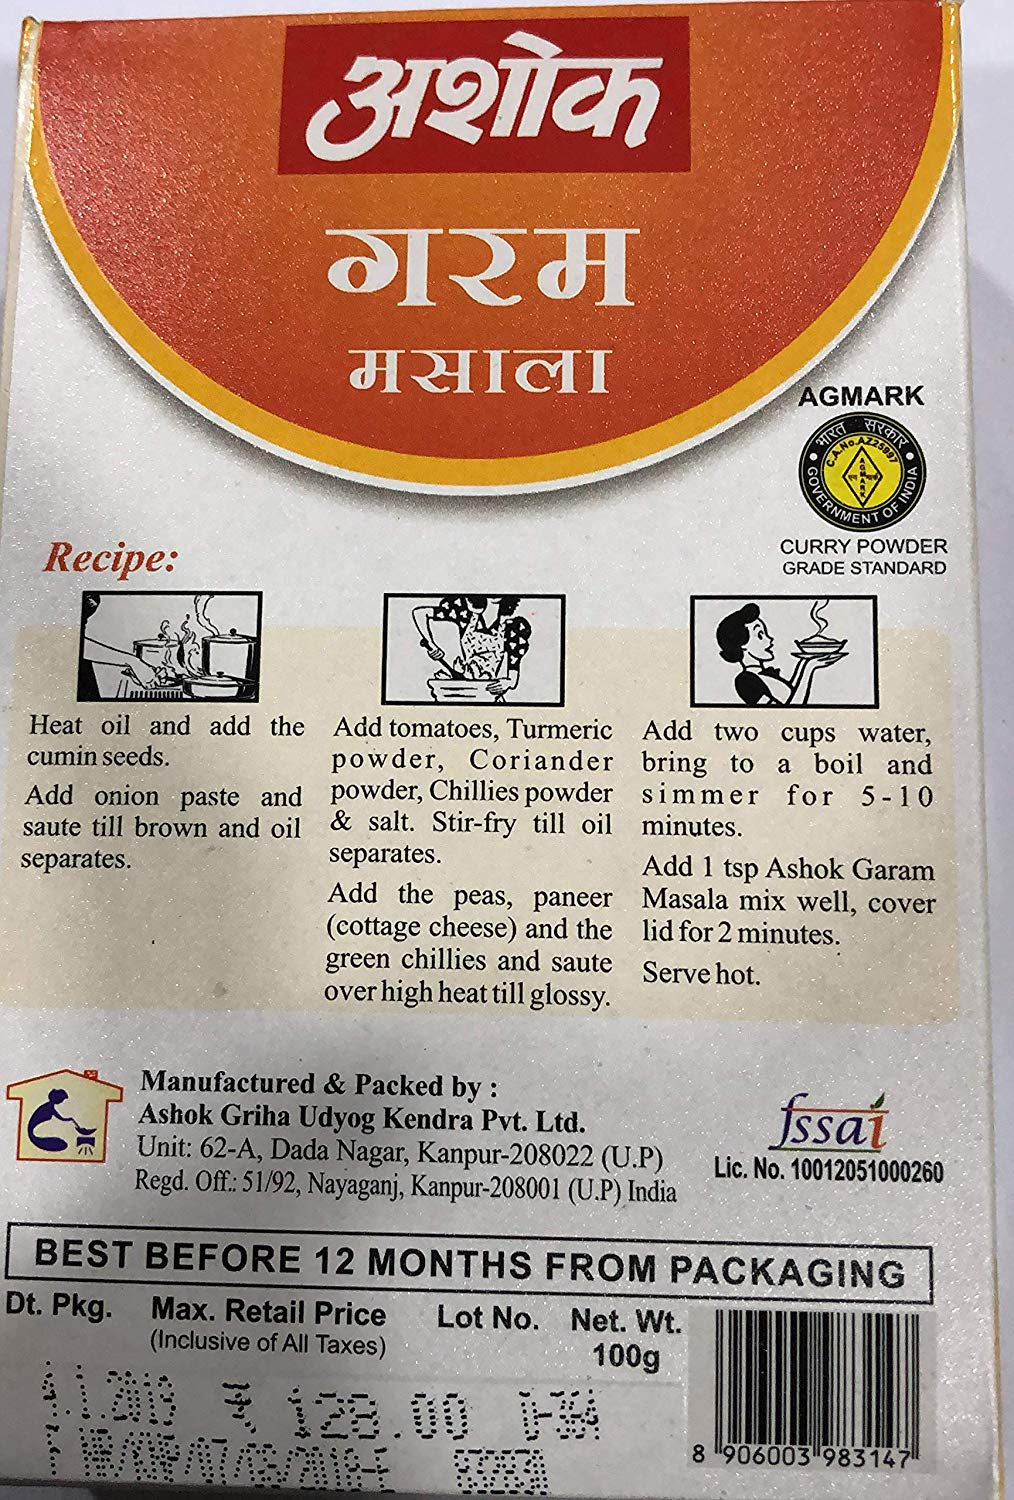 अशोक
गरम
मसाला
AGMARK
भारत सरकार
C.A.No.AZ25997
AGMARK
GOVERNMENT OF INDIA
CURRY POWDER
GRADE STANDARD
Recipe:
Heat oil and add the
cumin seeds.
Add onion paste and
saute till brown and oil
separates.
Add tomatoes, Turmeric
powder, Coriander
powder, Chillies powder
& salt. Stir-fry till oil
separates.
Add the peas, paneer
(cottage cheese) and the
green chillies and saute
over high heat till glossy.
Add two cups water,
bring to a boil and
simmer for 5-10
minutes.
Add 1 tsp Ashok Garam
Masala mix well, cover
lid for 2 minutes.
Serve hot.
Manufactured & Packed by :
Ashok Griha Udyog Kendra Pvt. Ltd.
Unit: 62-A, Dada Nagar, Kanpur-208022 (U.P)
Regd. Off.: 51/92, Nayaganj, Kanpur-208001 (U.P) India
fssai
Lic. No. 10012051000260
BEST BEFORE 12 MONTHS FROM PACKAGING
Dt. Pkg. Max. Retail Price Lot No. Net. Wt.
(Inclusive of All Taxes) 100g
₹ 128.00
8 906003 983147